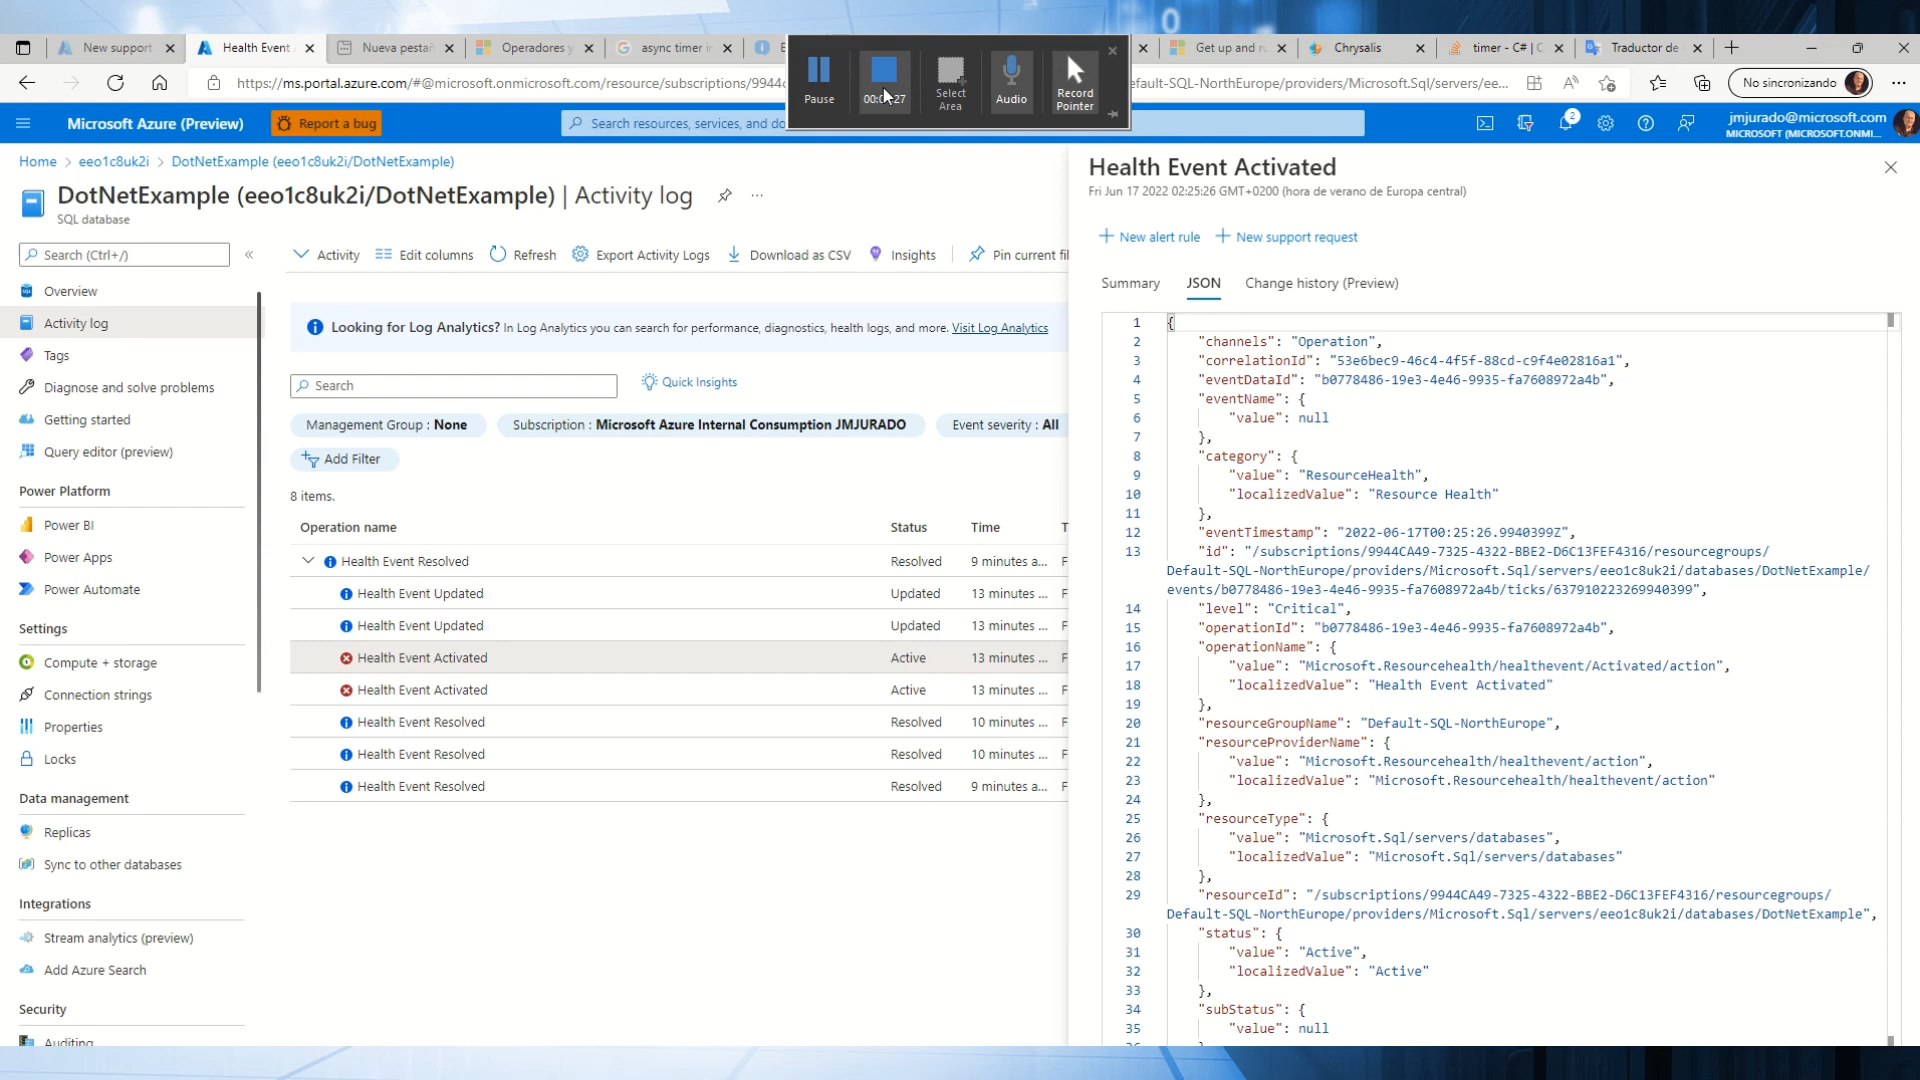 New support
Health Event
Nueva pestañ
Operadores y
async timer i
Get up and ru
Chrysalis
timer - C# | C
Traductor de
https://ms.portal.azure.com/#@microsoft.onmicrosoft.com/resource/subscriptions/9944
efault-SQL-NorthEurope/providers/Microsoft.Sql/servers/ee...
No sincronizando
Pause
Select Area
Audio
Record Pointer
Microsoft Azure (Preview)
Report a bug
Search resources, services, and do
2
jmjurado@microsoft.com
MICROSOFT (MICROSOFT.ONMI...
Home > eeo1c8uk2i > DotNetExample (eeo1c8uk2i/DotNetExample)
DotNetExample (eeo1c8uk2i/DotNetExample) | Activity log
SQL database
Search (Ctrl+/)
Overview
Activity log
Tags
Diagnose and solve problems
Getting started
Query editor (preview)
Power Platform
Power BI
Power Apps
Power Automate
Settings
Compute + storage
Connection strings
Properties
Locks
Data management
Replicas
Sync to other databases
Integrations
Stream analytics (preview)
Add Azure Search
Security
Auditing
Activity
Edit columns
Refresh
Export Activity Logs
Download as CSV
Insights
Pin current fi
Looking for Log Analytics? In Log Analytics you can search for performance, diagnostics, health logs, and more. Visit Log Analytics
Search
Quick Insights
Management Group : None
Subscription : Microsoft Azure Internal Consumption JMJURADO
Event severity : All
Add Filter
8 items.
Operation name Status Time T
Health Event Resolved Resolved 9 minutes a... F
Health Event Updated Updated 13 minutes ... F
Health Event Updated Updated 13 minutes ... F
Health Event Activated Active 13 minutes ... F
Health Event Activated Active 13 minutes ... F
Health Event Resolved Resolved 10 minutes ... F
Health Event Resolved Resolved 10 minutes ... F
Health Event Resolved Resolved 9 minutes a... F
Health Event Activated
Fri Jun 17 2022 02:25:26 GMT+0200 (hora de verano de Europa central)
New alert rule
New support request
Summary
JSON
Change history (Preview)
1 {
2 "channels": "Operation",
3 "correlationId": "53e6bec9-46c4-4f5f-88cd-c9f4e02816a1",
4 "eventDataId": "b0778486-19e3-4e46-9935-fa7608972a4b",
5 "eventName": {
6 "value": null
7 },
8 "category": {
9 "value": "ResourceHealth",
10 "localizedValue": "Resource Health"
11 },
12 "eventTimestamp": "2022-06-17T00:25:26.9940399Z",
13 "id": "/subscriptions/9944CA49-7325-4322-BBE2-D6C13FEF4316/resourcegroups/
Default-SQL-NorthEurope/providers/Microsoft.Sql/servers/eeo1c8uk2i/databases/DotNetExample/
events/b0778486-19e3-4e46-9935-fa7608972a4b/ticks/637910223269940399",
14 "level": "Critical",
15 "operationId": "b0778486-19e3-4e46-9935-fa7608972a4b",
16 "operationName": {
17 "value": "Microsoft.Resourcehealth/healthevent/Activated/action",
18 "localizedValue": "Health Event Activated"
19 },
20 "resourceGroupName": "Default-SQL-NorthEurope",
21 "resourceProviderName": {
22 "value": "Microsoft.Resourcehealth/healthevent/action",
23 "localizedValue": "Microsoft.Resourcehealth/healthevent/action"
24 },
25 "resourceType": {
26 "value": "Microsoft.Sql/servers/databases",
27 "localizedValue": "Microsoft.Sql/servers/databases"
28 },
29 "resourceId": "/subscriptions/9944CA49-7325-4322-BBE2-D6C13FEF4316/resourcegroups/
Default-SQL-NorthEurope/providers/Microsoft.Sql/servers/eeo1c8uk2i/databases/DotNetExample",
30 "status": {
31 "value": "Active",
32 "localizedValue": "Active"
33 },
34 "subStatus": {
35 "value": null